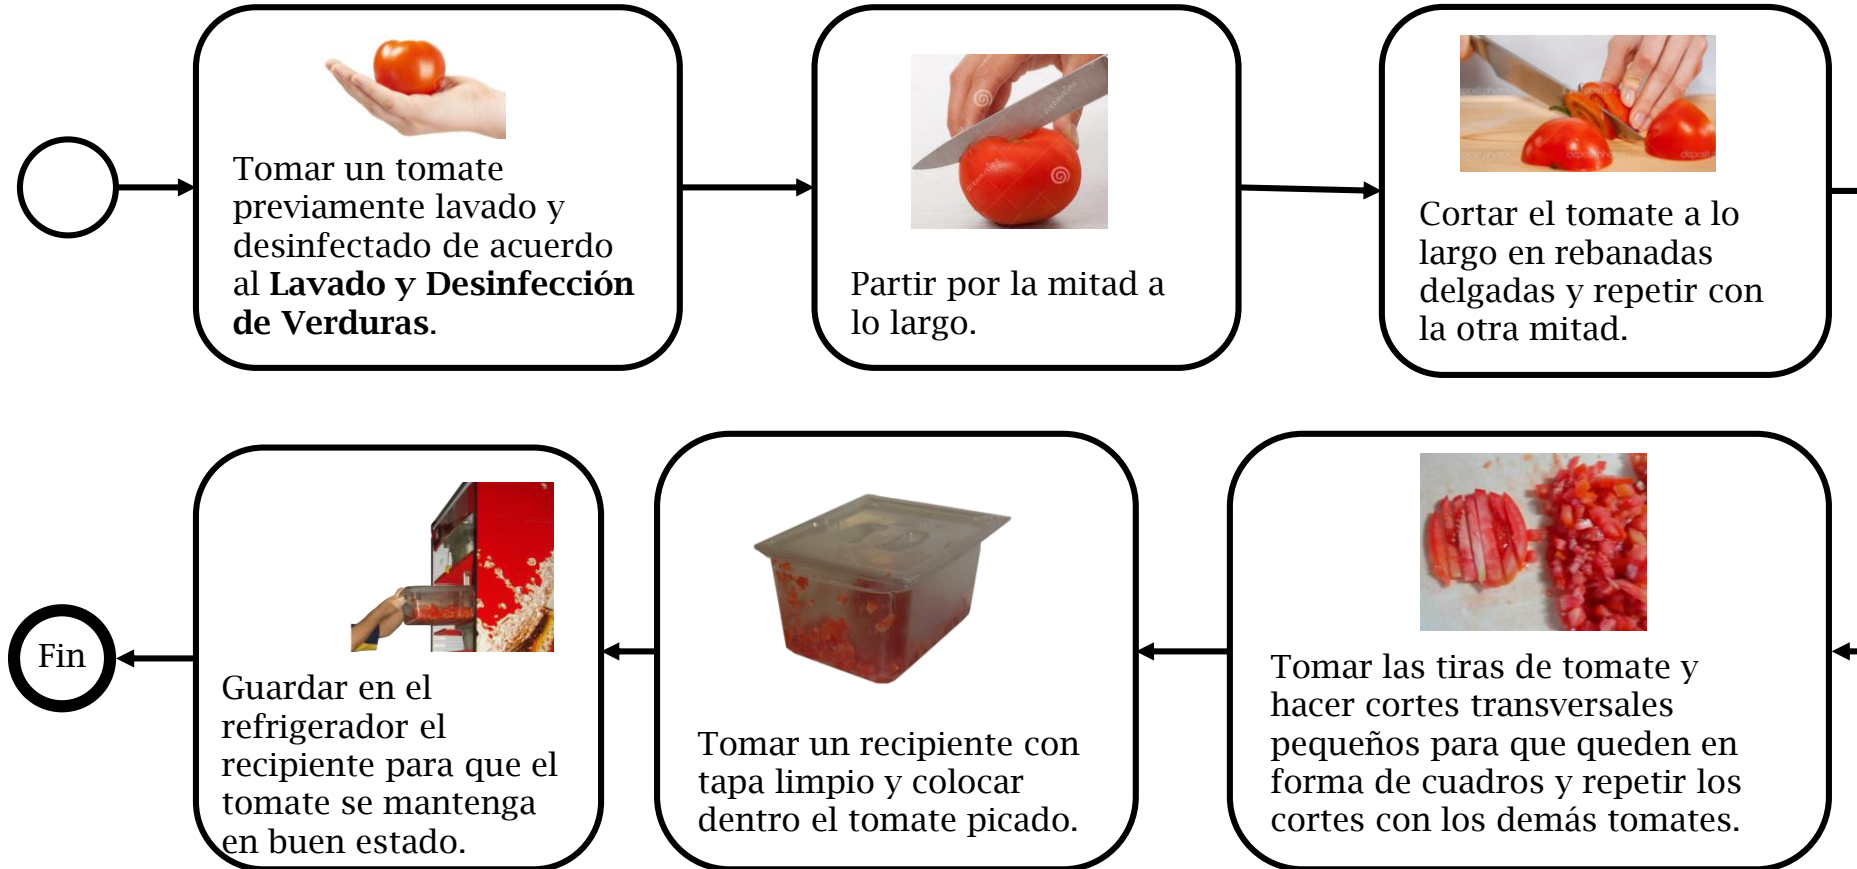 Tomar un tomate
previamente lavado y
desinfectado de acuerdo
al Lavado y Desinfección
de Verduras.
Partir por la mitad a
lo largo.
Cortar el tomate a lo
largo en rebanadas
delgadas y repetir con
la otra mitad.
Tomar las tiras de tomate y
hacer cortes transversales
pequeños para que queden en
forma de cuadros y repetir los
cortes con los demás tomates.
Tomar un recipiente con
tapa limpio y colocar
dentro el tomate picado.
Guardar en el
refrigerador el
recipiente para que el
tomate se mantenga
en buen estado.
Fin